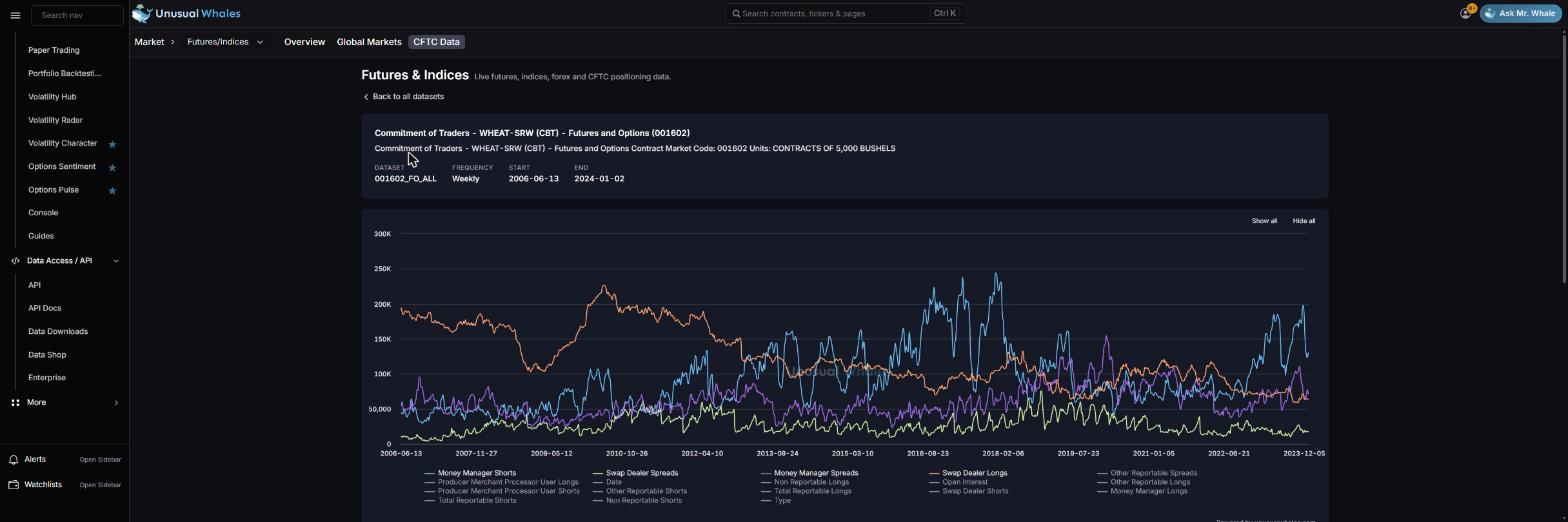 Search nav
Unusual Whales
Search contracts, tickers & pages
Ctrl K
9+
Ask Mr. Whale
Market
Futures/Indices
Overview
Global Markets
CFTC Data
Paper Trading
Portfolio Backtesti...
Volatility Hub
Volatility Radar
Volatility Character
Options Sentiment
Options Pulse
Console
Guides
Data Access / API
API
API Docs
Data Downloads
Data Shop
Enterprise
More
Alerts
Open Sidebar
Watchlists
Open Sidebar
Futures & Indices
Live futures, indices, forex and CFTC positioning data.
Back to all datasets
Commitment of Traders - WHEAT-SRW (CBT) - Futures and Options (001602)
Commitment of Traders - WHEAT-SRW (CBT) - Futures and Options Contract Market Code: 001602 Units: CONTRACTS OF 5,000 BUSHELS
DATASET
FREQUENCY
START
END
001602_FO_ALL
Weekly
2006-06-13
2024-01-02
Show all
Hide all
300K
250K
200K
150K
100K
50,000
0
Unusual Whales
2006-06-13
2007-11-27
2009-05-12
2010-10-26
2012-04-10
2013-09-24
2015-03-10
2016-08-23
2018-02-06
2019-07-23
2021-01-05
2022-06-21
2023-12-05
Money Manager Shorts
Swap Dealer Spreads
Money Manager Spreads
Swap Dealer Longs
Other Reportable Spreads
Producer Merchant Processor User Longs
Date
Non Reportable Longs
Open Interest
Other Reportable Longs
Producer Merchant Processor User Shorts
Other Reportable Shorts
Total Reportable Longs
Swap Dealer Shorts
Money Manager Longs
Total Reportable Shorts
Non Reportable Shorts
Type